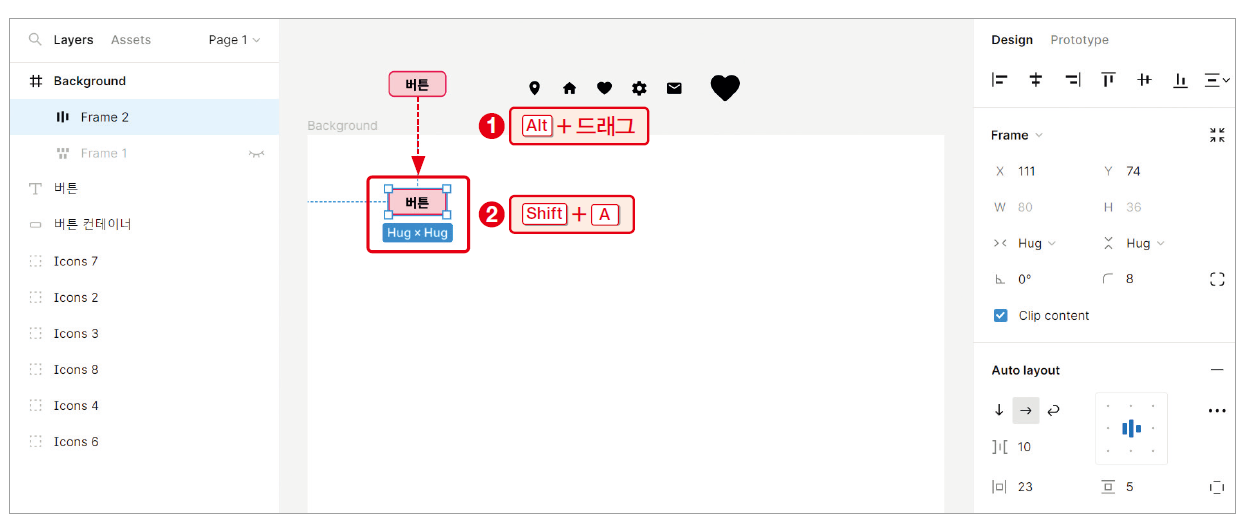 Layers Assets Page 1
Background
Frame 2
Frame 1
버튼
버튼 컨테이너
Icons 7
Icons 2
Icons 3
Icons 8
Icons 4
Icons 6
버튼
1 Alt + 드래그
Background
버튼
Hug × Hug
2 Shift + A
Design Prototype
Frame
X 111 Y 74
W 80 H 36
Hug Hug
0° 8
Clip content
Auto layout
10
23 5